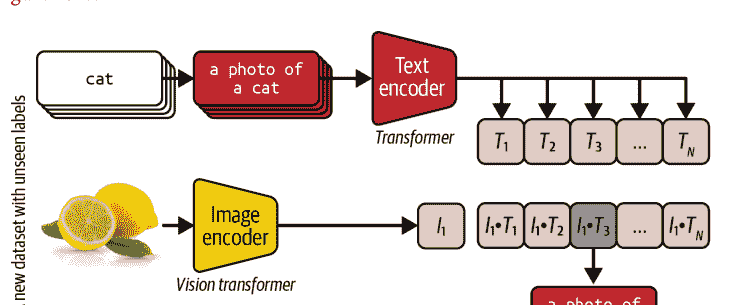 cat
a photo of
a cat
Text
encoder
Transformer
T1 T2 T3 ... TN
new dataset with unseen labels
Image
encoder
Vision transformer
I1
I1•T1 I1•T2 I1•T3 ... I1•TN
a photo of